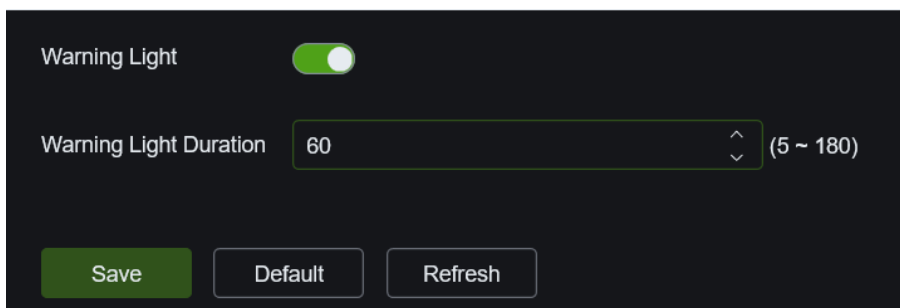 Warning Light
Warning Light Duration 60 (5 ~ 180)
Save Default Refresh